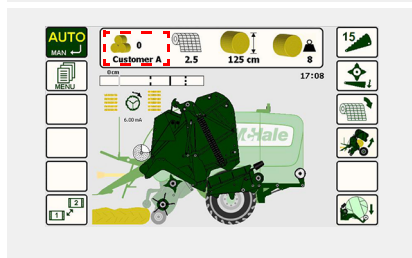 AUTO
MAN
MENU
0
Customer A
2.5
125 cm
8
15
0cm
17:08
6.00 mA
McHale
1
2